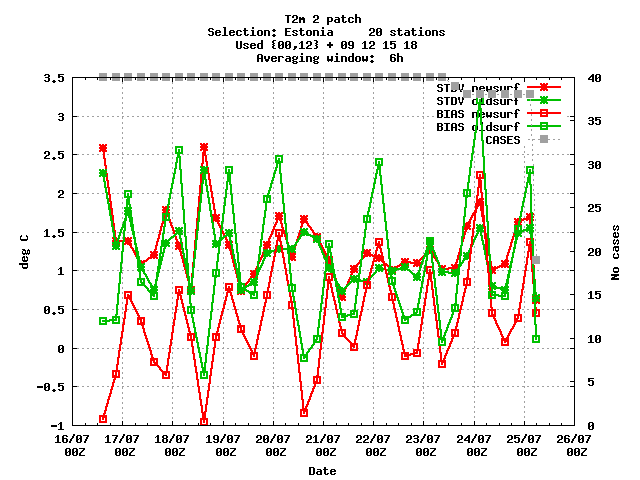 T2m 2 patch
Selection: Estonia     20 stations
Used {00,12} + 09 12 15 18
Averaging window:  6h
STDV newsurf
STDV oldsurf
BIAS newsurf
BIAS oldsurf
CASES
deg C
3.5
3
2.5
2
1.5
1
0.5
0
-0.5
-1
No cases
40
35
30
25
20
15
10
5
0
16/07 17/07 18/07 19/07 20/07 21/07 22/07 23/07 24/07 25/07 26/07
00Z 00Z 00Z 00Z 00Z 00Z 00Z 00Z 00Z 00Z 00Z
Date